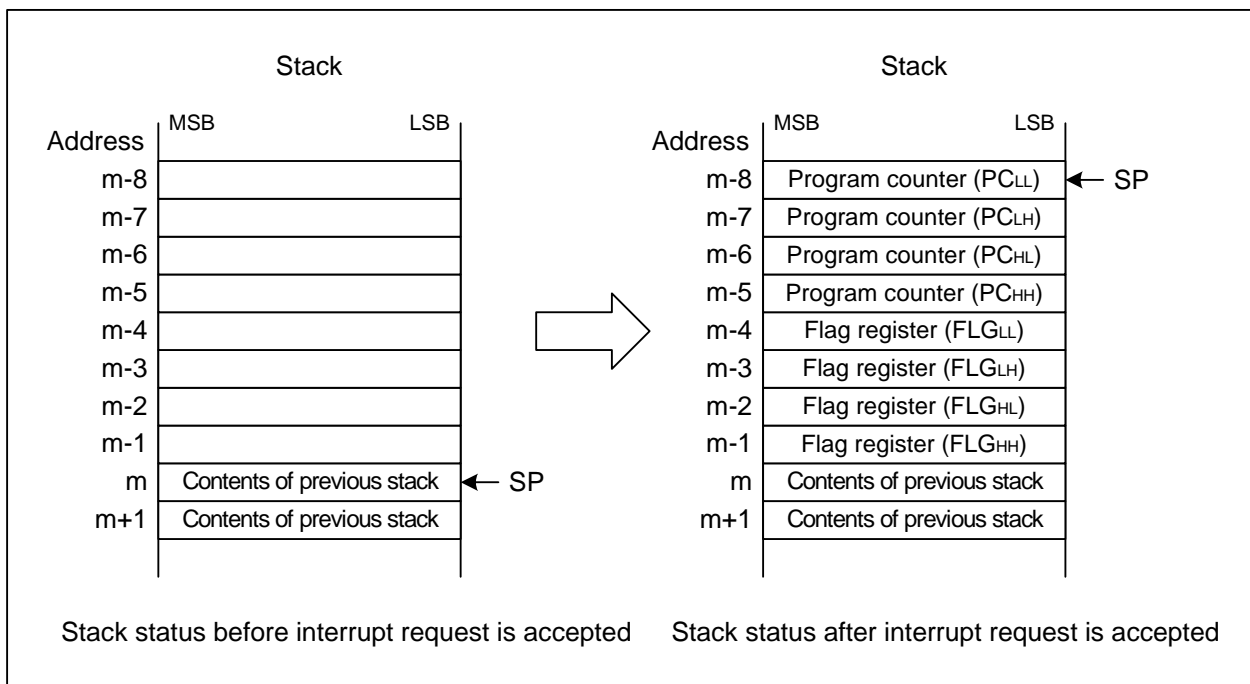 Stack
MSB LSB
Address
m-8
m-7
m-6
m-5
m-4
m-3
m-2
m-1
m Contents of previous stack SP
m+1 Contents of previous stack
Stack status before interrupt request is accepted
Stack
MSB LSB
Address
m-8 Program counter (PCLL) SP
m-7 Program counter (PCLH)
m-6 Program counter (PCHL)
m-5 Program counter (PCHH)
m-4 Flag register (FLGLL)
m-3 Flag register (FLGLH)
m-2 Flag register (FLGHL)
m-1 Flag register (FLGHH)
m Contents of previous stack
m+1 Contents of previous stack
Stack status after interrupt request is accepted